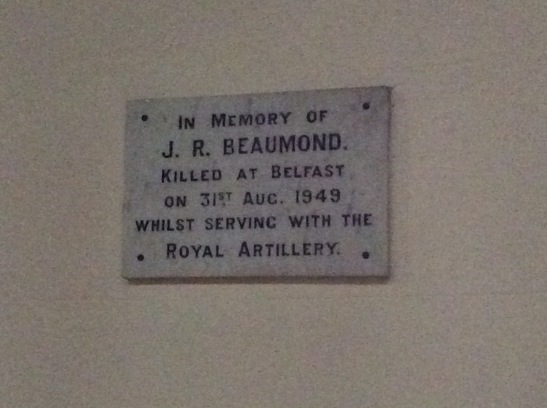 In Memory of
J. R. BEAUMOND.
Killed at Belfast
on 31st Aug. 1949
whilst serving with the
Royal Artillery.